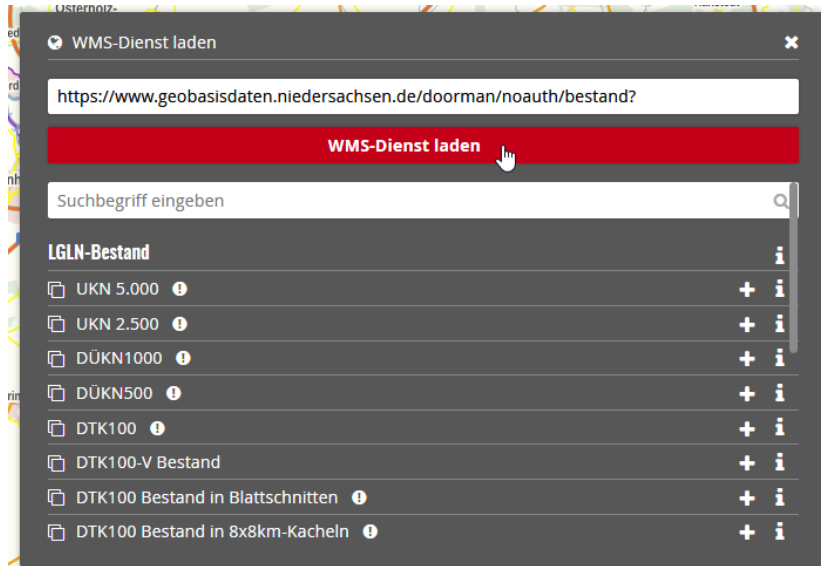 Osterholz-
WMS-Dienst laden
https://www.geobasisdaten.niedersachsen.de/doorman/noauth/bestand?
WMS-Dienst laden
Suchbegriff eingeben
LGLN-Bestand
UKN 5.000
UKN 2.500
DÜKN1000
DÜKN500
DTK100
DTK100-V Bestand
DTK100 Bestand in Blattschnitten
DTK100 Bestand in 8x8km-Kacheln